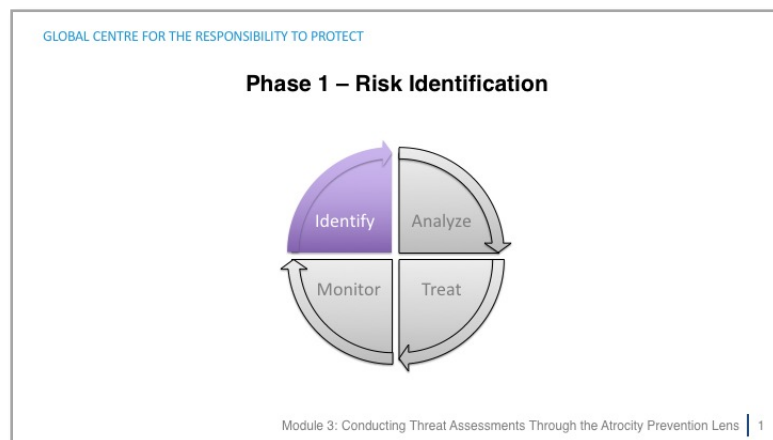 GLOBAL CENTRE FOR THE RESPONSIBILITY TO PROTECT
Phase 1 – Risk Identification
Identify
Analyze
Monitor
Treat
Module 3: Conducting Threat Assessments Through the Atrocity Prevention Lens
1